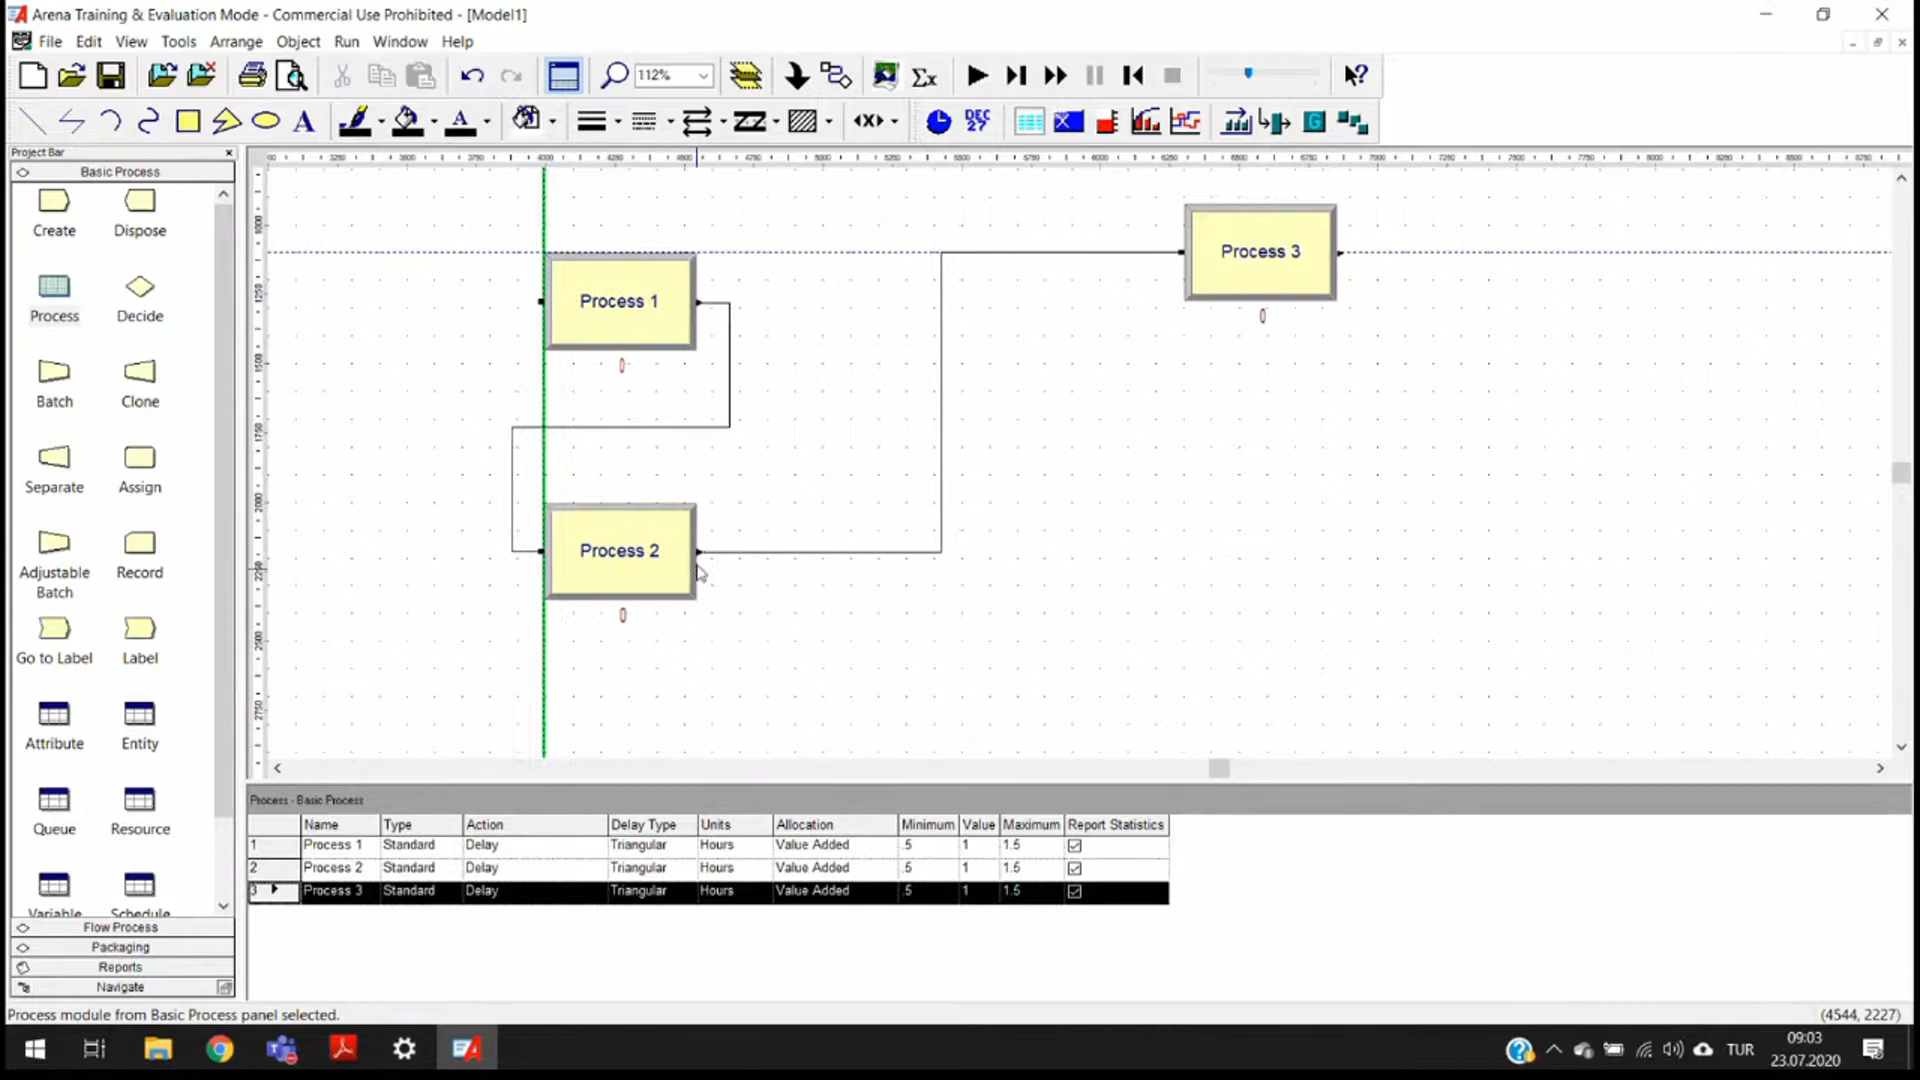 Arena Training & Evaluation Mode - Commercial Use Prohibited - [Model1]
File Edit View Tools Arrange Object Run Window Help
112%
Σx
DEC
27
Project Bar
Basic Process
Create Dispose
Process Decide
Batch Clone
Separate Assign
Adjustable Batch Record
Go to Label Label
Attribute Entity
Queue Resource
Variable Schedule
Flow Process
Packaging
Reports
Navigate
Process 1
0
Process 2
0
Process 3
0
Process - Basic Process
Name Type Action Delay Type Units Allocation Minimum Value Maximum Report Statistics
1 Process 1 Standard Delay Triangular Hours Value Added .5 1 1.5
2 Process 2 Standard Delay Triangular Hours Value Added .5 1 1.5
3 Process 3 Standard Delay Triangular Hours Value Added .5 1 1.5
Process module from Basic Process panel selected.
(4544, 2227)
TUR
09:03
23.07.2020